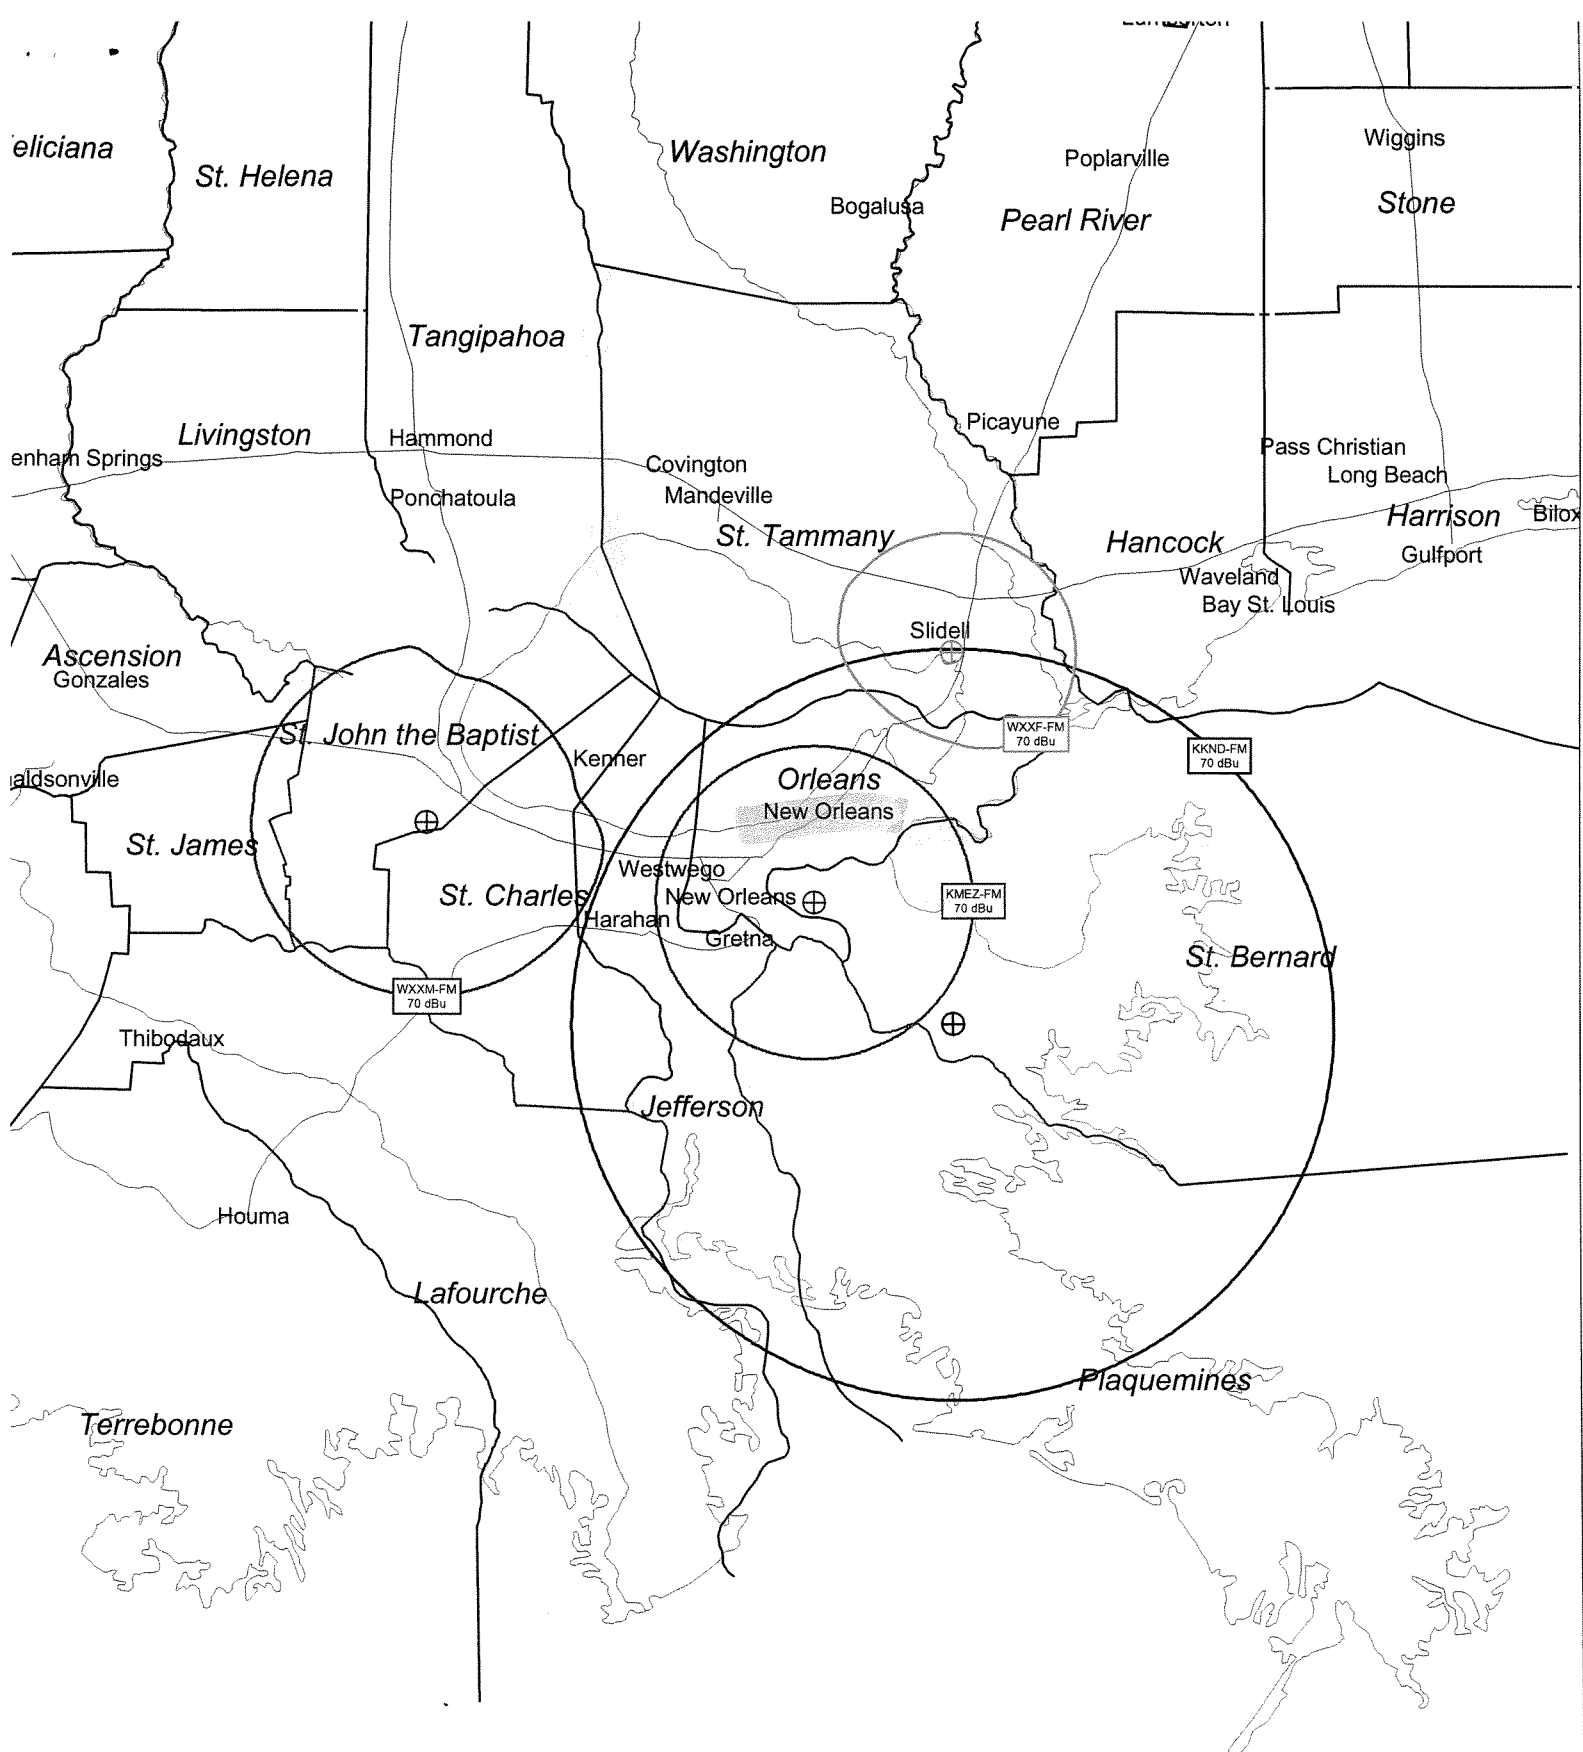 Wiggins
eliciana
Washington
Poplarville
St. Helena
Stone
Bogalusa
Pearl River
Tangipahoa
Picayune
Livingston
Hammond
Pass Christian
enham Springs
Covington
Long Beach
Mandeville
Ponchatoula
Harrison
Bilox
St. Tammany
Hancock
Gulfport
Waveland
Bay St. Louis
Slidell
Ascension
Gonzales
St. John the Baptist
WXXF-FM
70 dBu
KKND-FM
70 dBu
Kenner
aldsonville
Orleans
New Orleans
St. James
Westwego
St. Charles
New Orleans
KMEZ-FM
70 dBu
Harahan
Gretna
St. Bernard
WXXM-FM
70 dBu
Thibodaux
Jefferson
Houma
Lafourche
Plaquemines
Terrebonne